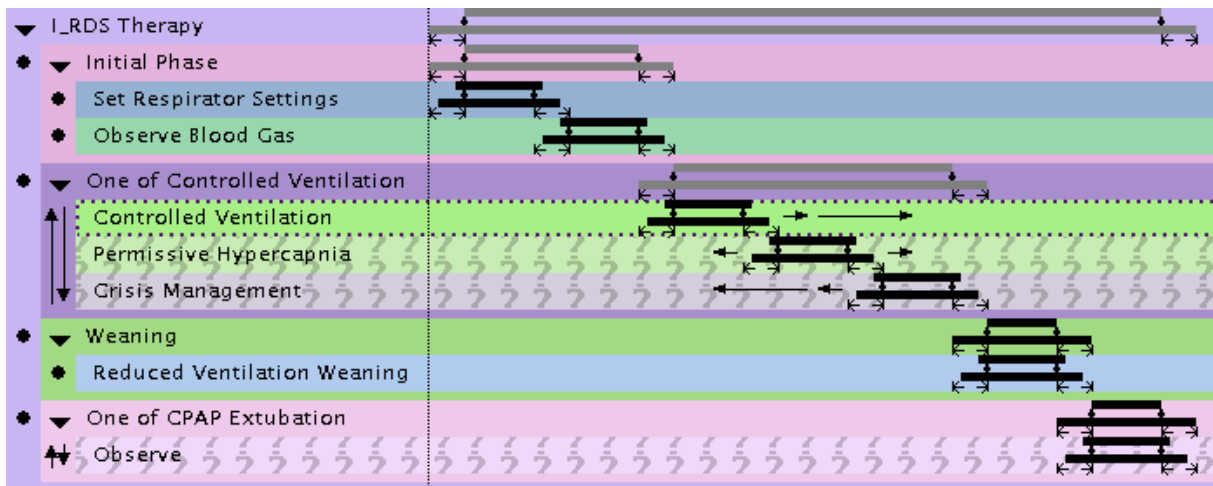 I_RDS Therapy
Initial Phase
Set Respirator Settings
Observe Blood Gas
One of Controlled Ventilation
Controlled Ventilation
Permissive Hypercapnia
Crisis Management
Weaning
Reduced Ventilation Weaning
One of CPAP Extubation
Observe